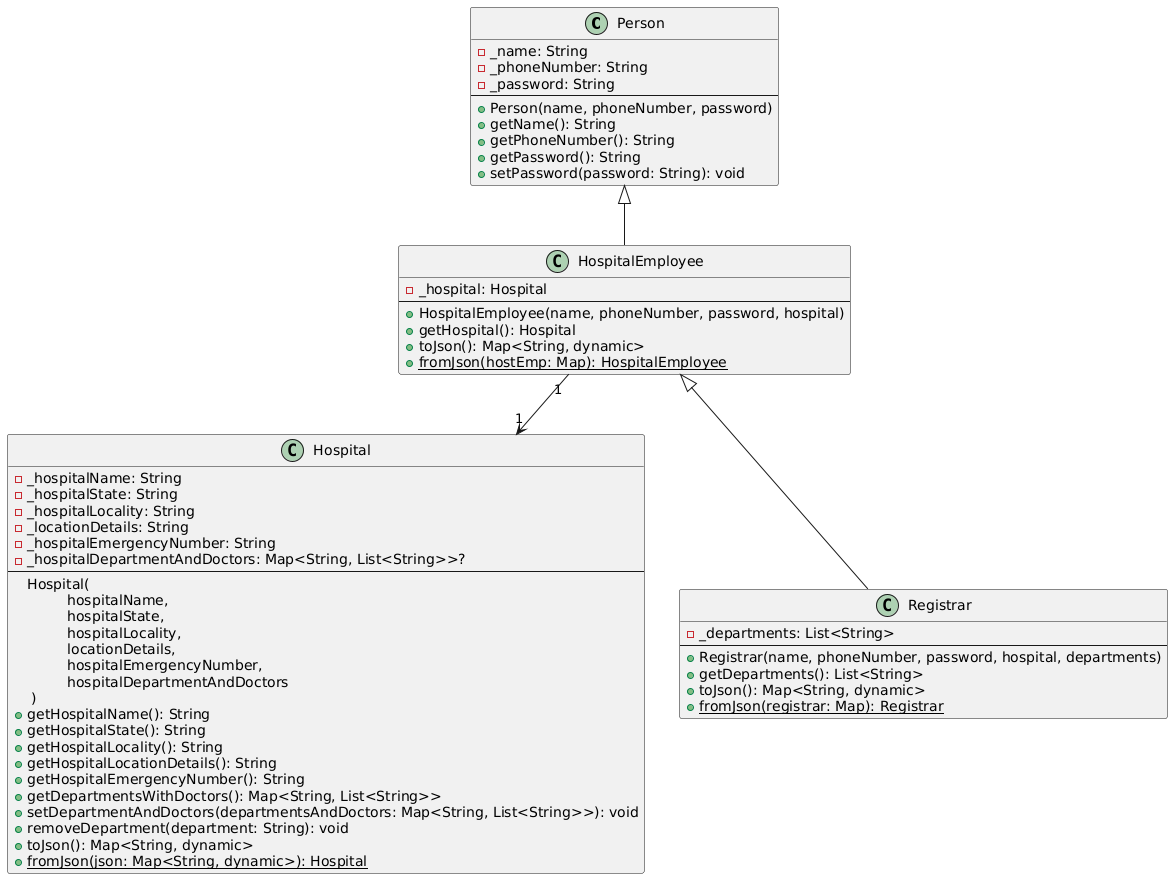 C Person
_name: String
_phoneNumber: String
_password: String
Person(name, phoneNumber, password)
getName(): String
getPhoneNumber(): String
getPassword(): String
setPassword(password: String): void
C HospitalEmployee
_hospital: Hospital
HospitalEmployee(name, phoneNumber, password, hospital)
getHospital(): Hospital
toJson(): Map<String, dynamic>
fromJson(hostEmp: Map): HospitalEmployee
1
1
C Hospital
_hospitalName: String
_hospitalState: String
_hospitalLocality: String
_locationDetails: String
_hospitalEmergencyNumber: String
_hospitalDepartmentAndDoctors: Map<String, List<String>>?
Hospital(
hospitalName,
hospitalState,
hospitalLocality,
locationDetails,
hospitalEmergencyNumber,
hospitalDepartmentAndDoctors
)
getHospitalName(): String
getHospitalState(): String
getHospitalLocality(): String
getHospitalLocationDetails(): String
getHospitalEmergencyNumber(): String
getDepartmentsWithDoctors(): Map<String, List<String>>
setDepartmentAndDoctors(departmentsAndDoctors: Map<String, List<String>>): void
removeDepartment(department: String): void
toJson(): Map<String, dynamic>
fromJson(json: Map<String, dynamic>): Hospital
C Registrar
_departments: List<String>
Registrar(name, phoneNumber, password, hospital, departments)
getDepartments(): List<String>
toJson(): Map<String, dynamic>
fromJson(registrar: Map): Registrar